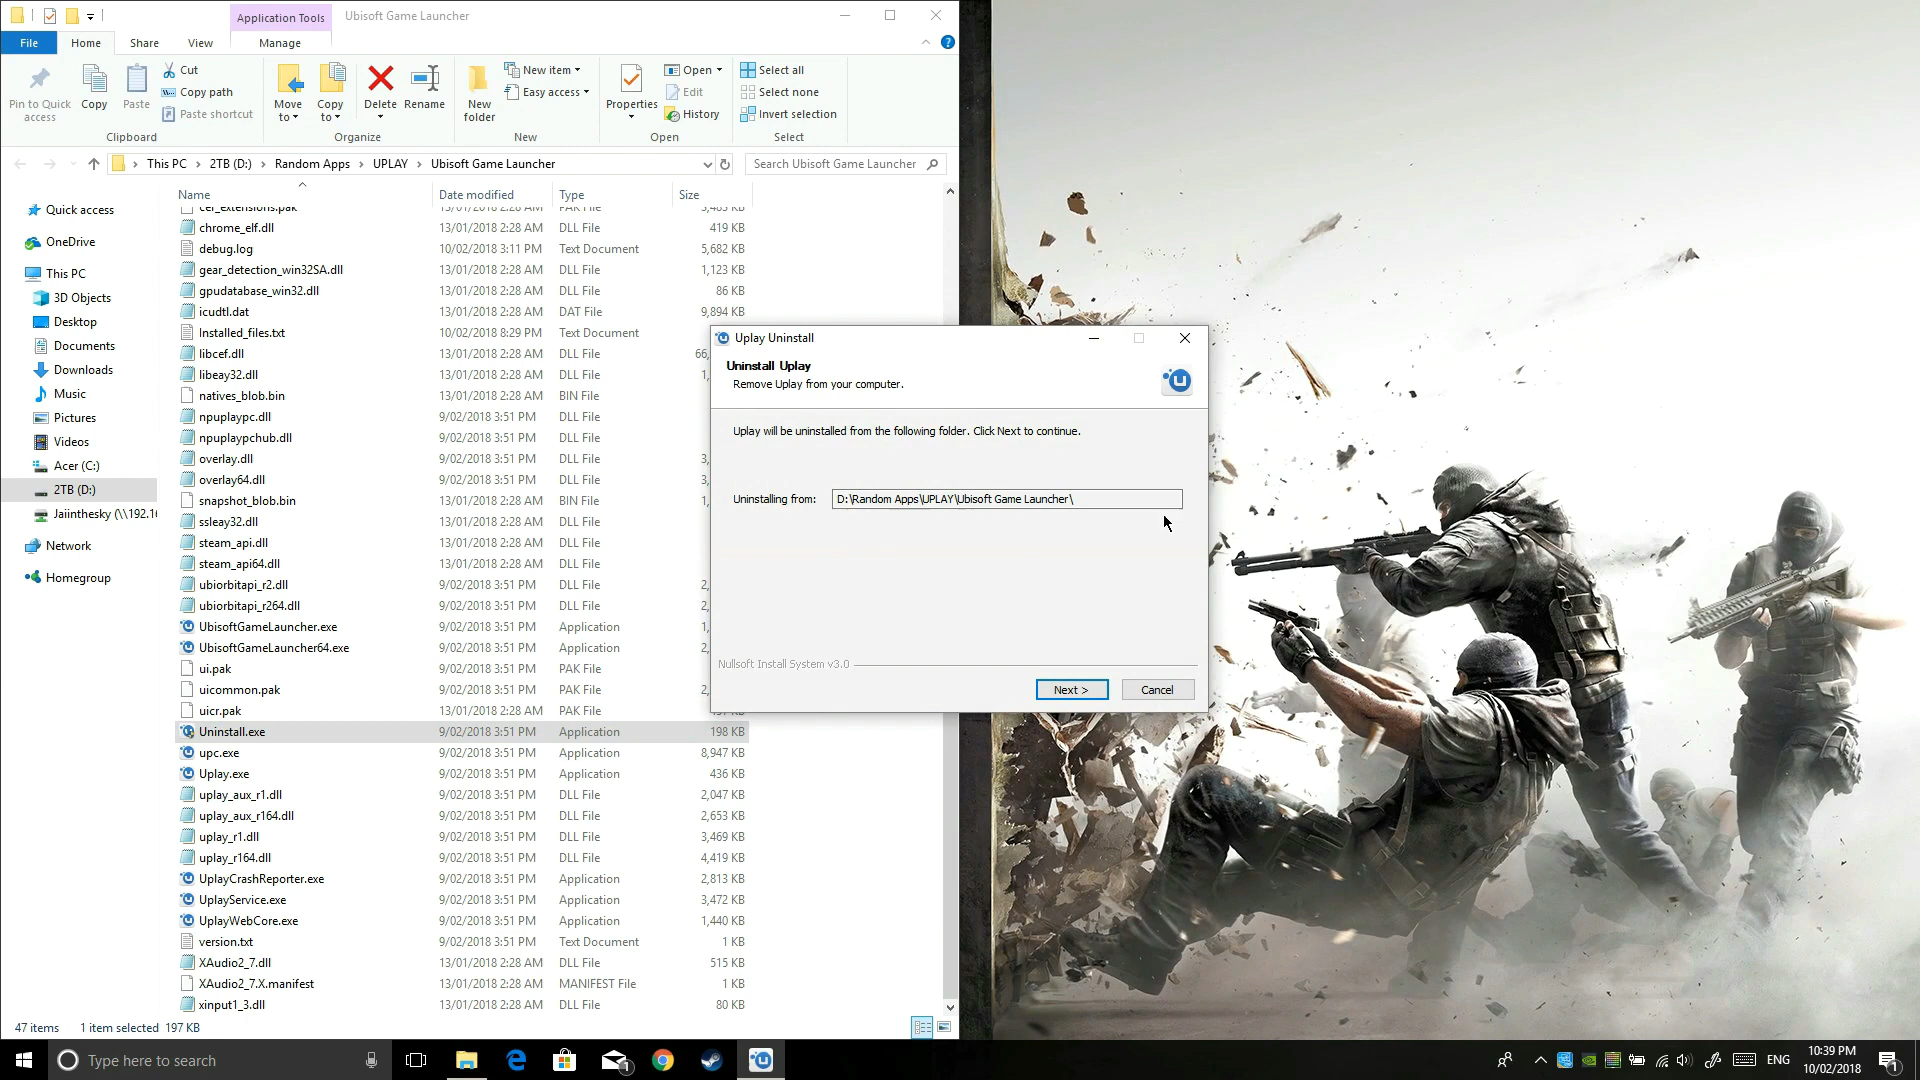 Application Tools
Ubisoft Game Launcher
File
Home
Share
View
Manage
Pin to Quick access
Copy
Paste
Cut
Copy path
Paste shortcut
Clipboard
Move to
Copy to
Delete
Rename
Organize
New folder
New item
Easy access
New
Properties
Open
Edit
History
Open
Select all
Select none
Invert selection
Select
This PC > 2TB (D:) > Random Apps > UPLAY > Ubisoft Game Launcher
Search Ubisoft Game Launcher
Quick access
OneDrive
This PC
3D Objects
Desktop
Documents
Downloads
Music
Pictures
Videos
Acer (C:)
2TB (D:)
Jaiinthesky (\\192.16
Network
Homegroup
Name Date modified Type Size
cef_extensions.pak 13/01/2018 2:28 AM PAK File
chrome_elf.dll 13/01/2018 2:28 AM DLL File 419 KB
debug.log 10/02/2018 3:11 PM Text Document 5,682 KB
gear_detection_win32SA.dll 13/01/2018 2:28 AM DLL File 1,123 KB
gpudatabase_win32.dll 13/01/2018 2:28 AM DLL File 86 KB
icudtl.dat 13/01/2018 2:28 AM DAT File 9,894 KB
Installed_files.txt 10/02/2018 8:29 PM Text Document
libcef.dll 13/01/2018 2:28 AM DLL File 66,
libeay32.dll 13/01/2018 2:28 AM DLL File 1,
natives_blob.bin 13/01/2018 2:28 AM BIN File
npuplaypc.dll 9/02/2018 3:51 PM DLL File
npuplaypchub.dll 9/02/2018 3:51 PM DLL File
overlay.dll 9/02/2018 3:51 PM DLL File 3,
overlay64.dll 9/02/2018 3:51 PM DLL File 3,
snapshot_blob.bin 13/01/2018 2:28 AM BIN File 1,
ssleay32.dll 13/01/2018 2:28 AM DLL File
steam_api.dll 13/01/2018 2:28 AM DLL File
steam_api64.dll 13/01/2018 2:28 AM DLL File
ubiorbitapi_r2.dll 9/02/2018 3:51 PM DLL File 2,
ubiorbitapi_r264.dll 9/02/2018 3:51 PM DLL File 2,
UbisoftGameLauncher.exe 9/02/2018 3:51 PM Application 1,
UbisoftGameLauncher64.exe 9/02/2018 3:51 PM Application 2,
ui.pak 13/01/2018 2:28 AM PAK File
uicommon.pak 9/02/2018 3:51 PM PAK File 2,
uicr.pak 13/01/2018 2:28 AM PAK File
Uninstall.exe 9/02/2018 3:51 PM Application 198 KB
upc.exe 9/02/2018 3:51 PM Application 8,947 KB
Uplay.exe 9/02/2018 3:51 PM Application 436 KB
uplay_aux_r1.dll 9/02/2018 3:51 PM DLL File 2,047 KB
uplay_aux_r164.dll 9/02/2018 3:51 PM DLL File 2,653 KB
uplay_r1.dll 9/02/2018 3:51 PM DLL File 3,469 KB
uplay_r164.dll 9/02/2018 3:51 PM DLL File 4,419 KB
UplayCrashReporter.exe 9/02/2018 3:51 PM Application 2,813 KB
UplayService.exe 9/02/2018 3:51 PM Application 3,472 KB
UplayWebCore.exe 9/02/2018 3:51 PM Application 1,440 KB
version.txt 9/02/2018 3:51 PM Text Document 1 KB
XAudio2_7.dll 13/01/2018 2:28 AM DLL File 515 KB
XAudio2_7.X.manifest 13/01/2018 2:28 AM MANIFEST File 1 KB
xinput1_3.dll 13/01/2018 2:28 AM DLL File 80 KB
47 items 1 item selected 197 KB
Uplay Uninstall
Uninstall Uplay
Remove Uplay from your computer.
Uplay will be uninstalled from the following folder. Click Next to continue.
Uninstalling from: D:\Random Apps\UPLAY\Ubisoft Game Launcher\
Nullsoft Install System v3.0
Next >
Cancel
Type here to search
1
ENG
10:39 PM
10/02/2018
1